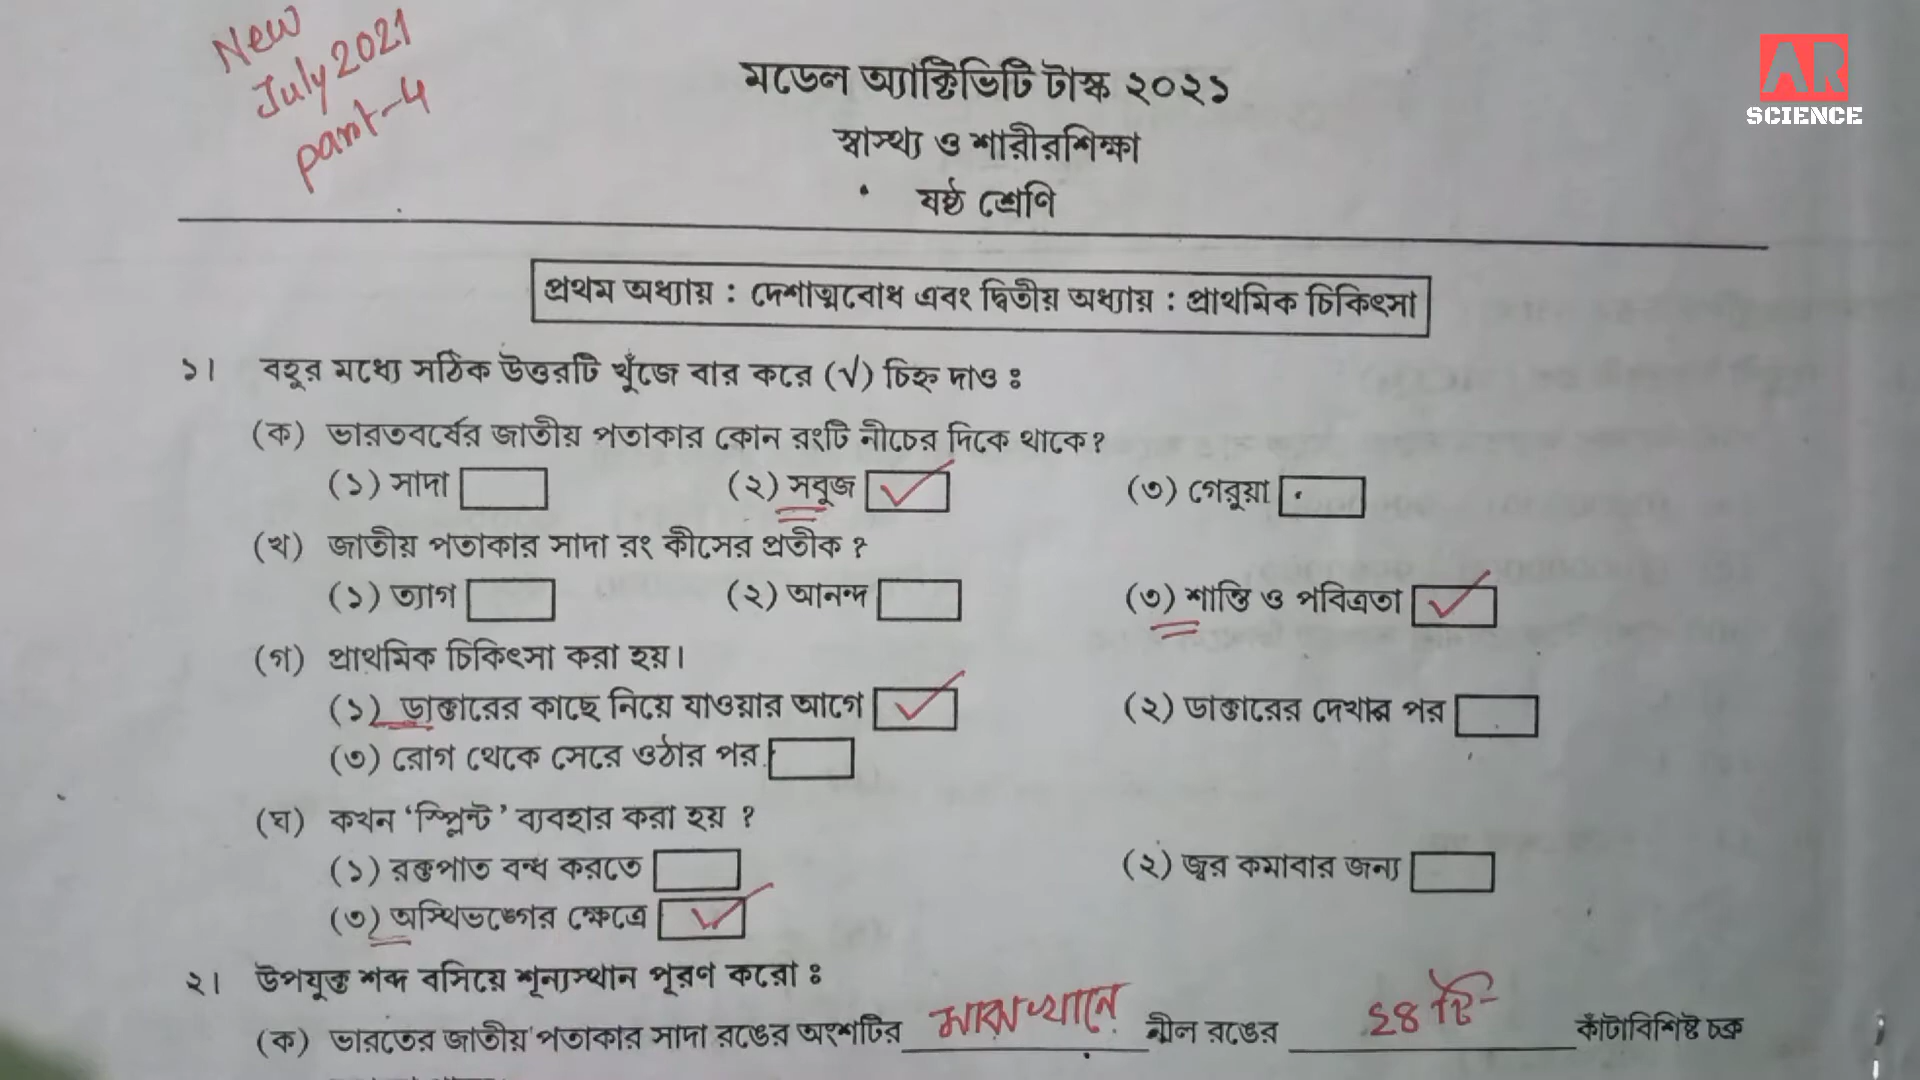 New
July 2021
part-4
AR
SCIENCE
মডেল অ্যাক্টিভিটি টাস্ক ২০২১
স্বাস্থ্য ও শারীরশিক্ষা
ষষ্ঠ শ্রেণি
প্রথম অধ্যায় : দেশাত্মবোধ এবং দ্বিতীয় অধ্যায় : প্রাথমিক চিকিৎসা
১। বহুর মধ্যে সঠিক উত্তরটি খুঁজে বার করে (√) চিহ্ন দাও ঃ
(ক) ভারতবর্ষের জাতীয় পতাকার কোন রংটি নীচের দিকে থাকে?
(১) সাদা (২) সবুজ ✓ (৩) গেরুয়া
(খ) জাতীয় পতাকার সাদা রং কীসের প্রতীক ?
(১) ত্যাগ (২) আনন্দ (৩) শান্তি ও পবিত্রতা ✓
(গ) প্রাথমিক চিকিৎসা করা হয়।
(১) ডাক্তারের কাছে নিয়ে যাওয়ার আগে ✓ (২) ডাক্তারের দেখার পর
(৩) রোগ থেকে সেরে ওঠার পর
(ঘ) কখন ‘স্প্লিন্ট’ ব্যবহার করা হয় ?
(১) রক্তপাত বন্ধ করতে (২) জ্বর কমাবার জন্য
(৩) অস্থিভঙ্গের ক্ষেত্রে ✓
২। উপযুক্ত শব্দ বসিয়ে শূন্যস্থান পূরণ করো ঃ
(ক) ভারতের জাতীয় পতাকার সাদা রঙের অংশটির মাঝখানে নীল রঙের ২৪ টি কাঁটাবিশিষ্ট চক্র